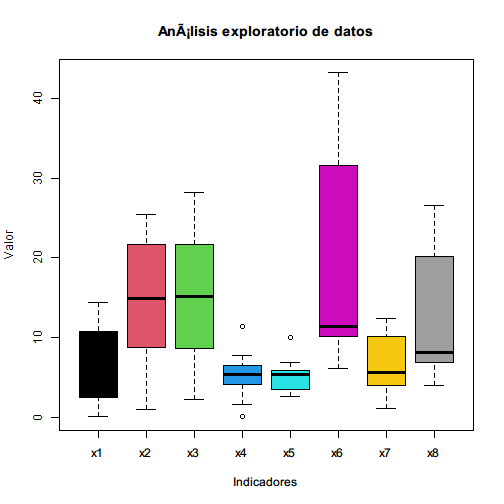 AnÃ¡lisis exploratorio de datos
40
30
20
10
0
Valor
x1 x2 x3 x4 x5 x6 x7 x8
Indicadores